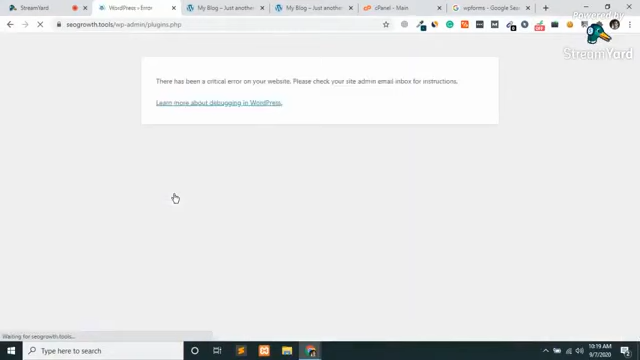 StreamYard
WordPress › Error
My Blog – Just another
My Blog – Just another
cPanel - Main
wpforms - Google Sea
seogrowth.tools/wp-admin/plugins.php
Powered by
StreamYard
There has been a critical error on your website. Please check your site admin email inbox for instructions.
Learn more about debugging in WordPress.
Waiting for seogrowth.tools...
Type here to search
10:19 AM
9/7/2020